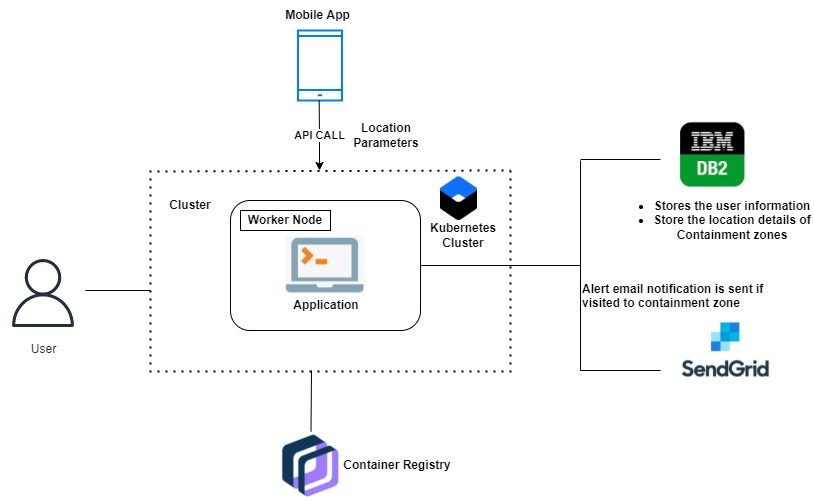 Mobile App
API CALL
Location
Parameters
IBM
DB2
Stores the user information
Store the location details of
Containment zones
Cluster
Worker Node
Kubernetes
Cluster
Application
Alert email notification is sent if
visited to containment zone
User
SendGrid
Container Registry